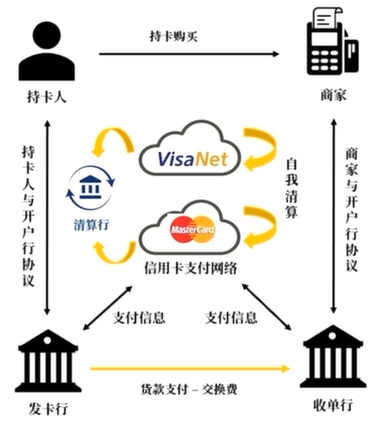 持卡购买
持卡人
商家
VisaNet
持卡人与开户行协议
清算行
自我清算
商家与开户行协议
MasterCard
信用卡支付网络
支付信息
支付信息
货款支付 – 交换费
发卡行
收单行